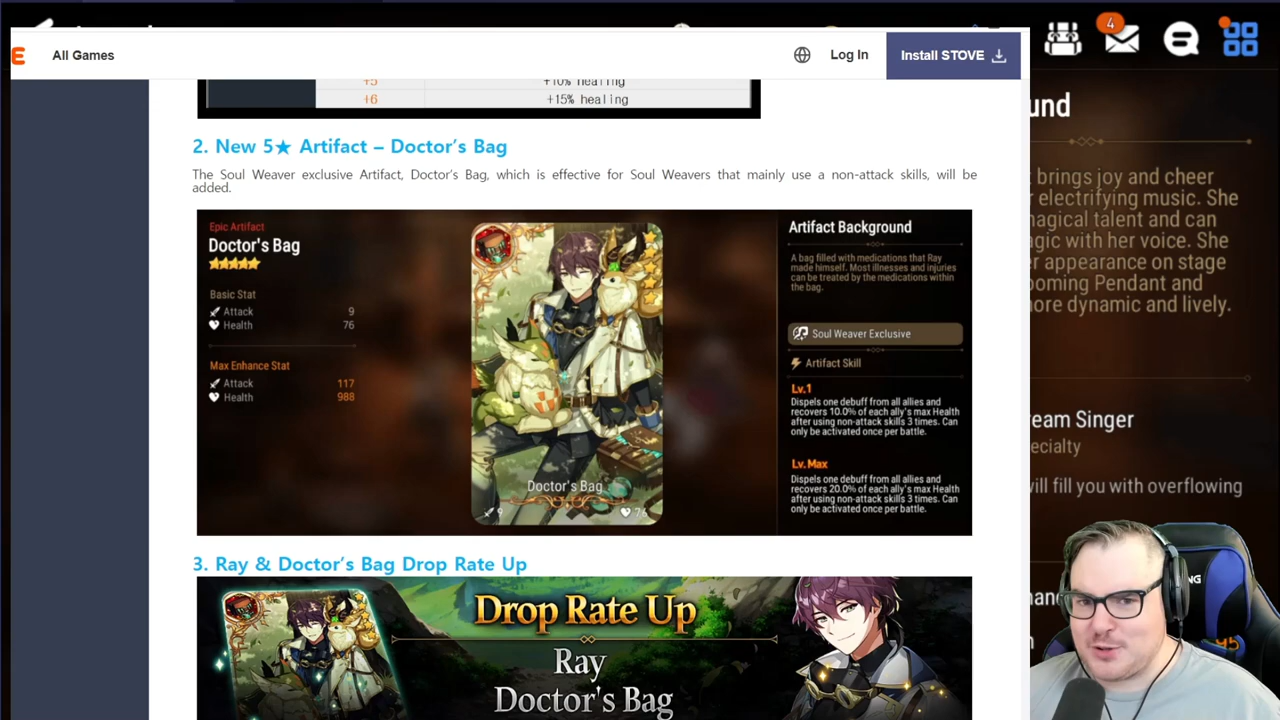 4
E
All Games
Log In
Install STOVE
+5 +10% healing
+6 +15% healing
2. New 5★ Artifact – Doctor's Bag
The Soul Weaver exclusive Artifact, Doctor's Bag, which is effective for Soul Weavers that mainly use a non-attack skills, will be
added.
Epic Artifact
Doctor's Bag
Basic Stat
Attack 9
Health 76
Max Enhance Stat
Attack 117
Health 988
Doctor's Bag
9
76
Artifact Background
A bag filled with medications that Ray
made himself. Most illnesses and injuries
can be treated by the medications within
the bag.
Soul Weaver Exclusive
Artifact Skill
Lv.1
Dispels one debuff from all allies and
recovers 10.0% of each ally's max Health
after using non-attack skills 3 times. Can
only be activated once per battle.
Lv.Max
Dispels one debuff from all allies and
recovers 20.0% of each ally's max Health
after using non-attack skills 3 times. Can
only be activated once per battle.
3. Ray & Doctor's Bag Drop Rate Up
Drop Rate Up
Ray
Doctor's Bag
und
brings joy and cheer
electrifying music. She
magical talent and can
agic with her voice. She
r appearance on stage
ooming Pendant and
nore dynamic and lively.
eam Singer
ecialty
will fill you with overflowing